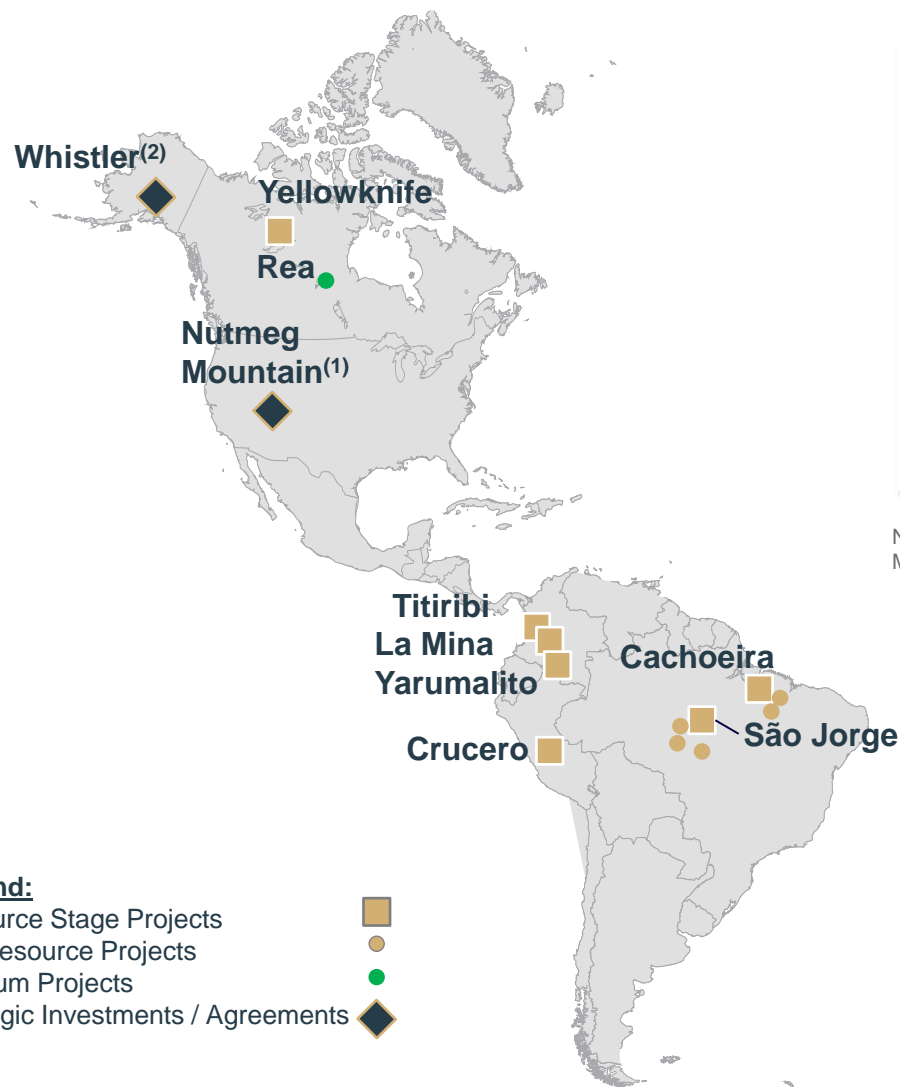 Whistler(2)
Yellowknife
Rea
Nutmeg
Mountain(1)
Titiribi
La Mina
Yarumalito
Cachoeira
São Jorge
Crucero
N
M
nd:
urce Stage Projects
esource Projects
um Projects
gic Investments / Agreements